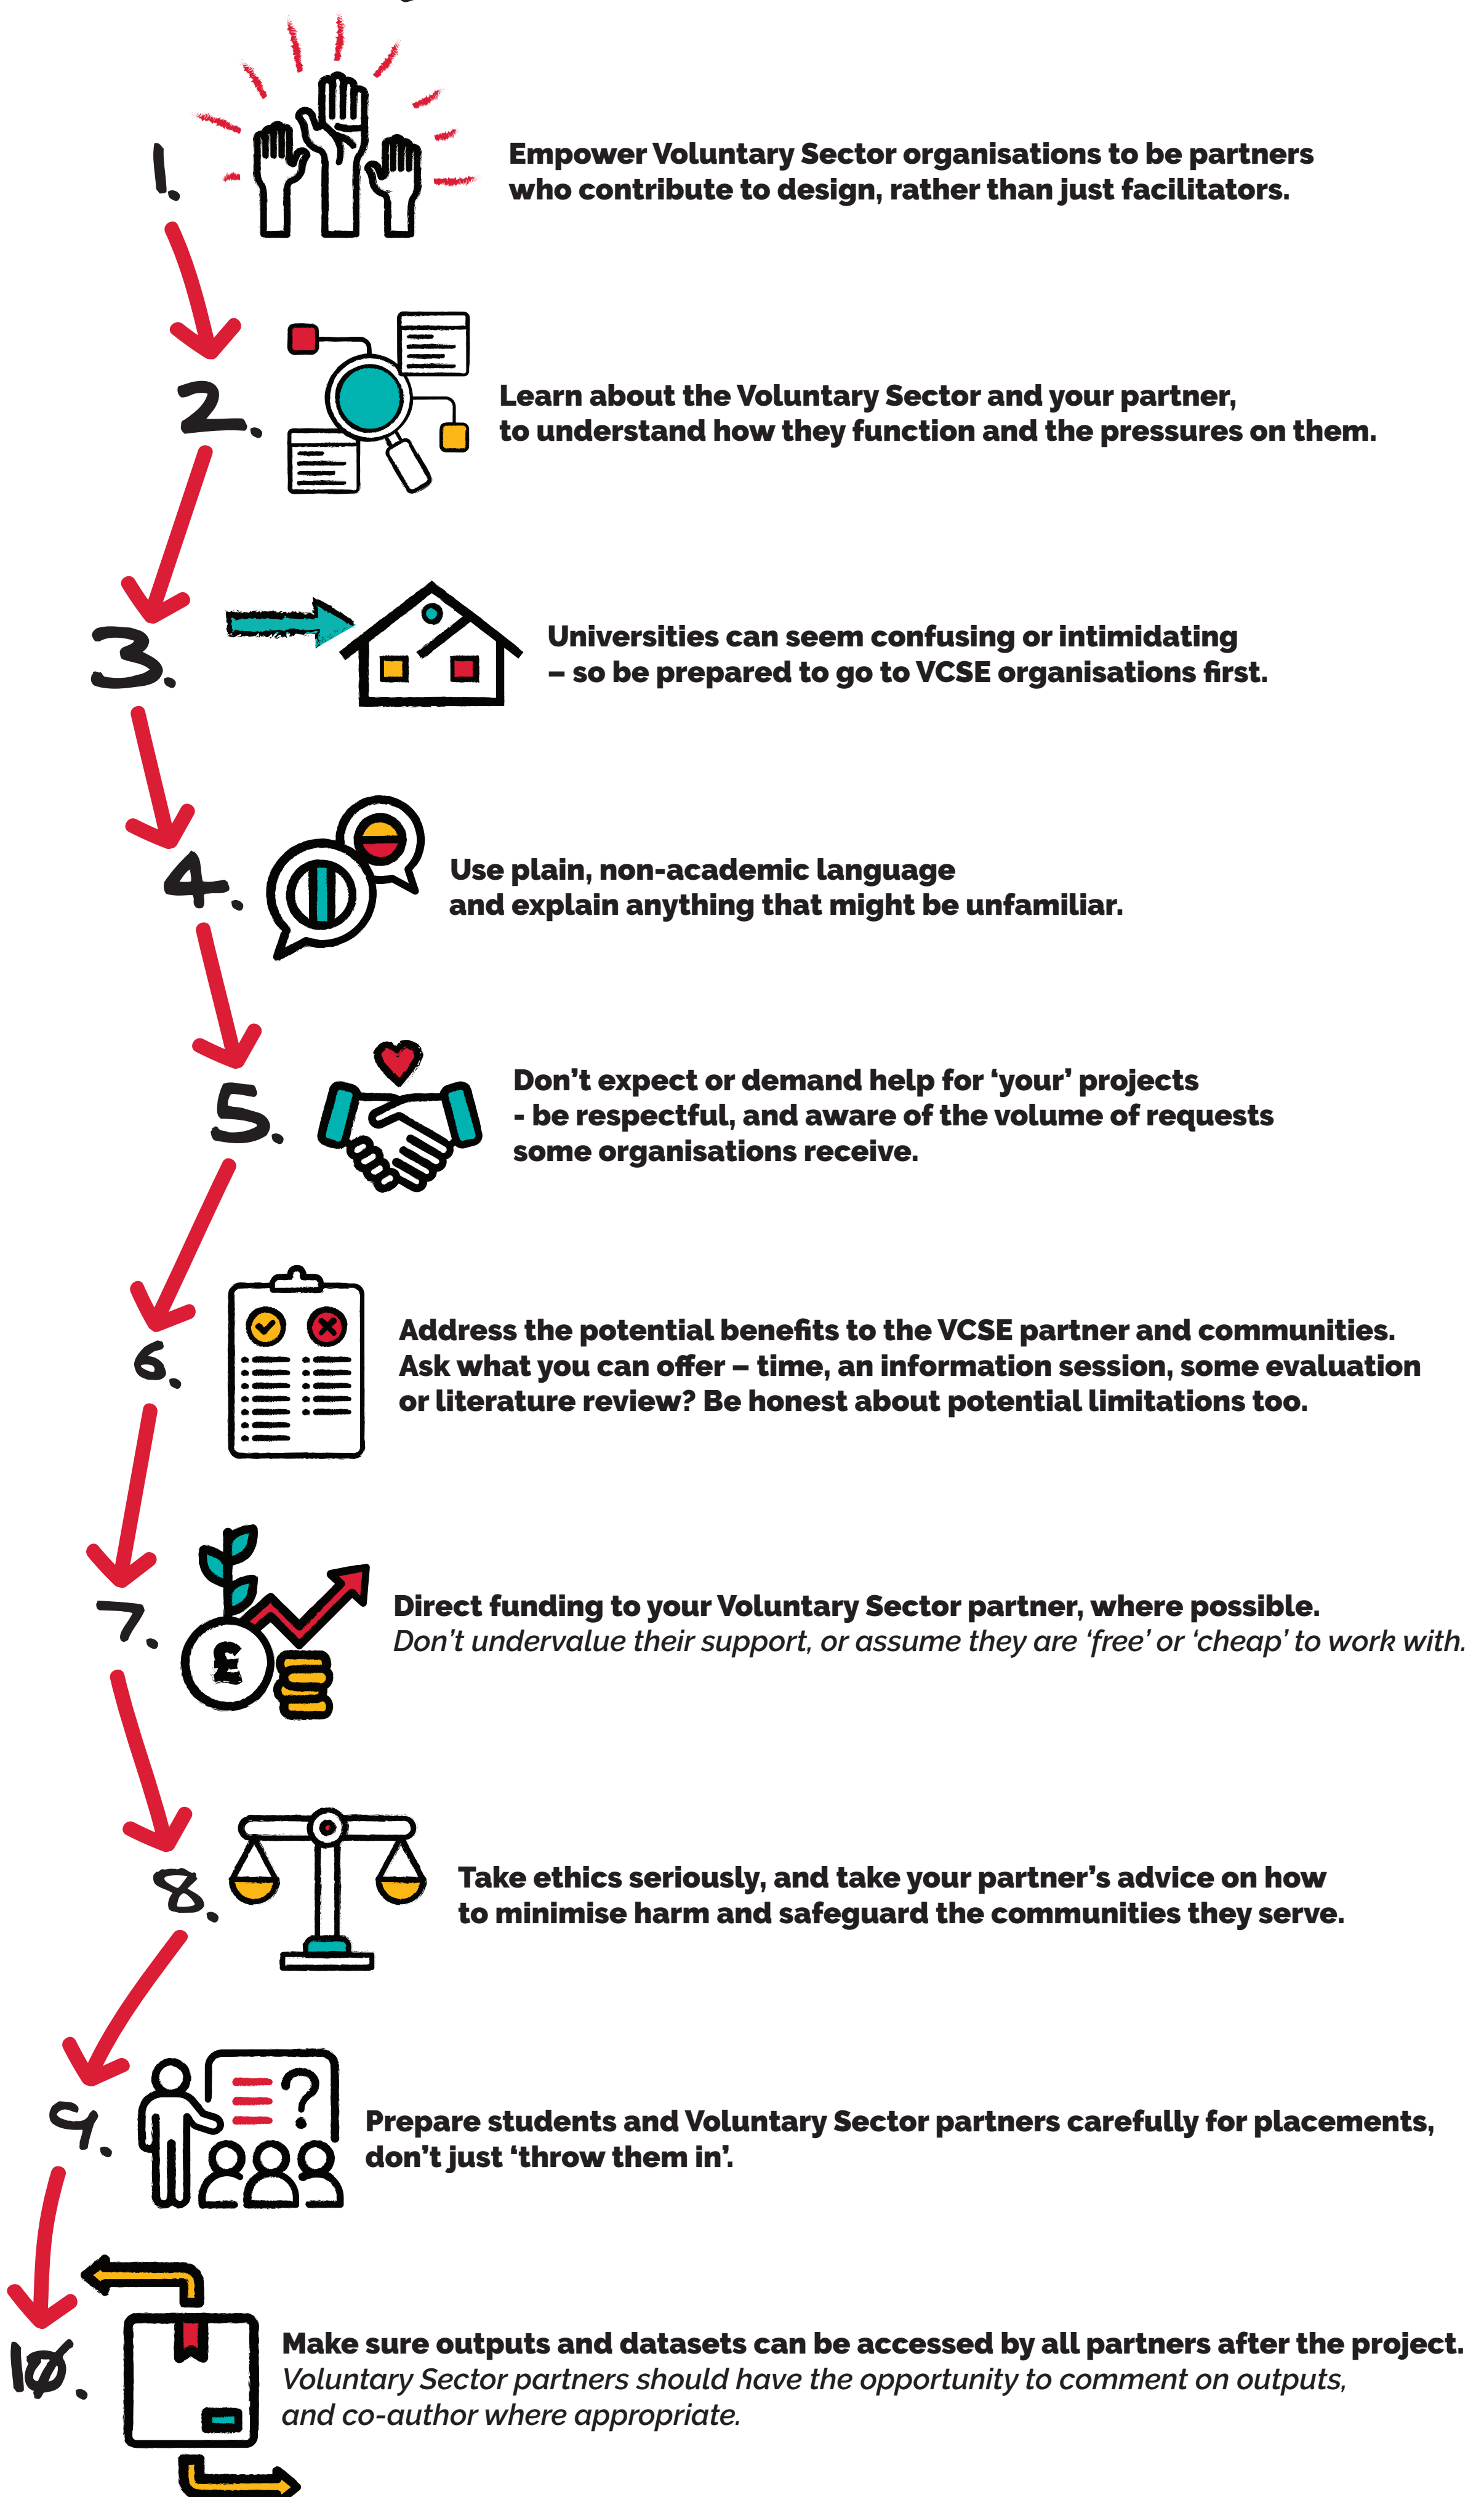 1.
Empower Voluntary Sector organisations to be partners
who contribute to design, rather than just facilitators.
2.
Learn about the Voluntary Sector and your partner,
to understand how they function and the pressures on them.
3.
Universities can seem confusing or intimidating
– so be prepared to go to VCSE organisations first.
4.
Use plain, non-academic language
and explain anything that might be unfamiliar.
5.
Don’t expect or demand help for ‘your’ projects
- be respectful, and aware of the volume of requests
some organisations receive.
6.
Address the potential benefits to the VCSE partner and communities.
Ask what you can offer – time, an information session, some evaluation
or literature review? Be honest about potential limitations too.
7.
£
Direct funding to your Voluntary Sector partner, where possible.
Don’t undervalue their support, or assume they are ‘free’ or ‘cheap’ to work with.
8.
Take ethics seriously, and take your partner’s advice on how
to minimise harm and safeguard the communities they serve.
9.
?
Prepare students and Voluntary Sector partners carefully for placements,
don’t just ‘throw them in’.
10.
Make sure outputs and datasets can be accessed by all partners after the project.
Voluntary Sector partners should have the opportunity to comment on outputs,
and co-author where appropriate.